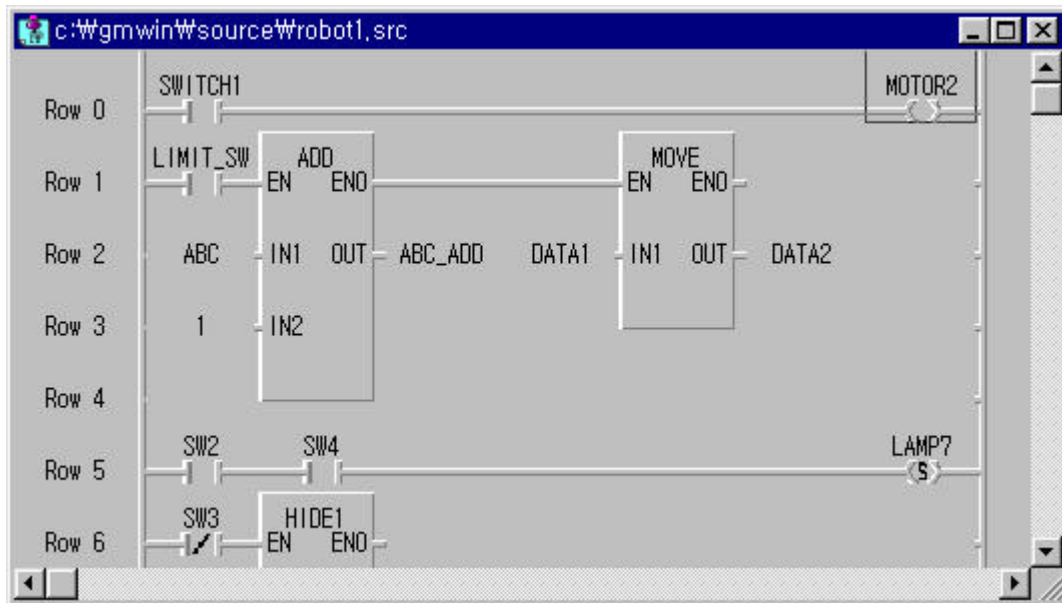 c:₩gmwin₩source₩robot1.src
SWITCH1 MOTOR2
Row 0
LIMIT_SW ADD MOVE
Row 1 EN ENO EN ENO
Row 2 ABC IN1 OUT ABC_ADD DATA1 IN1 OUT DATA2
Row 3 1 IN2
Row 4
SW2 SW4 LAMP7
Row 5 S
SW3 HIDE1
Row 6 EN ENO